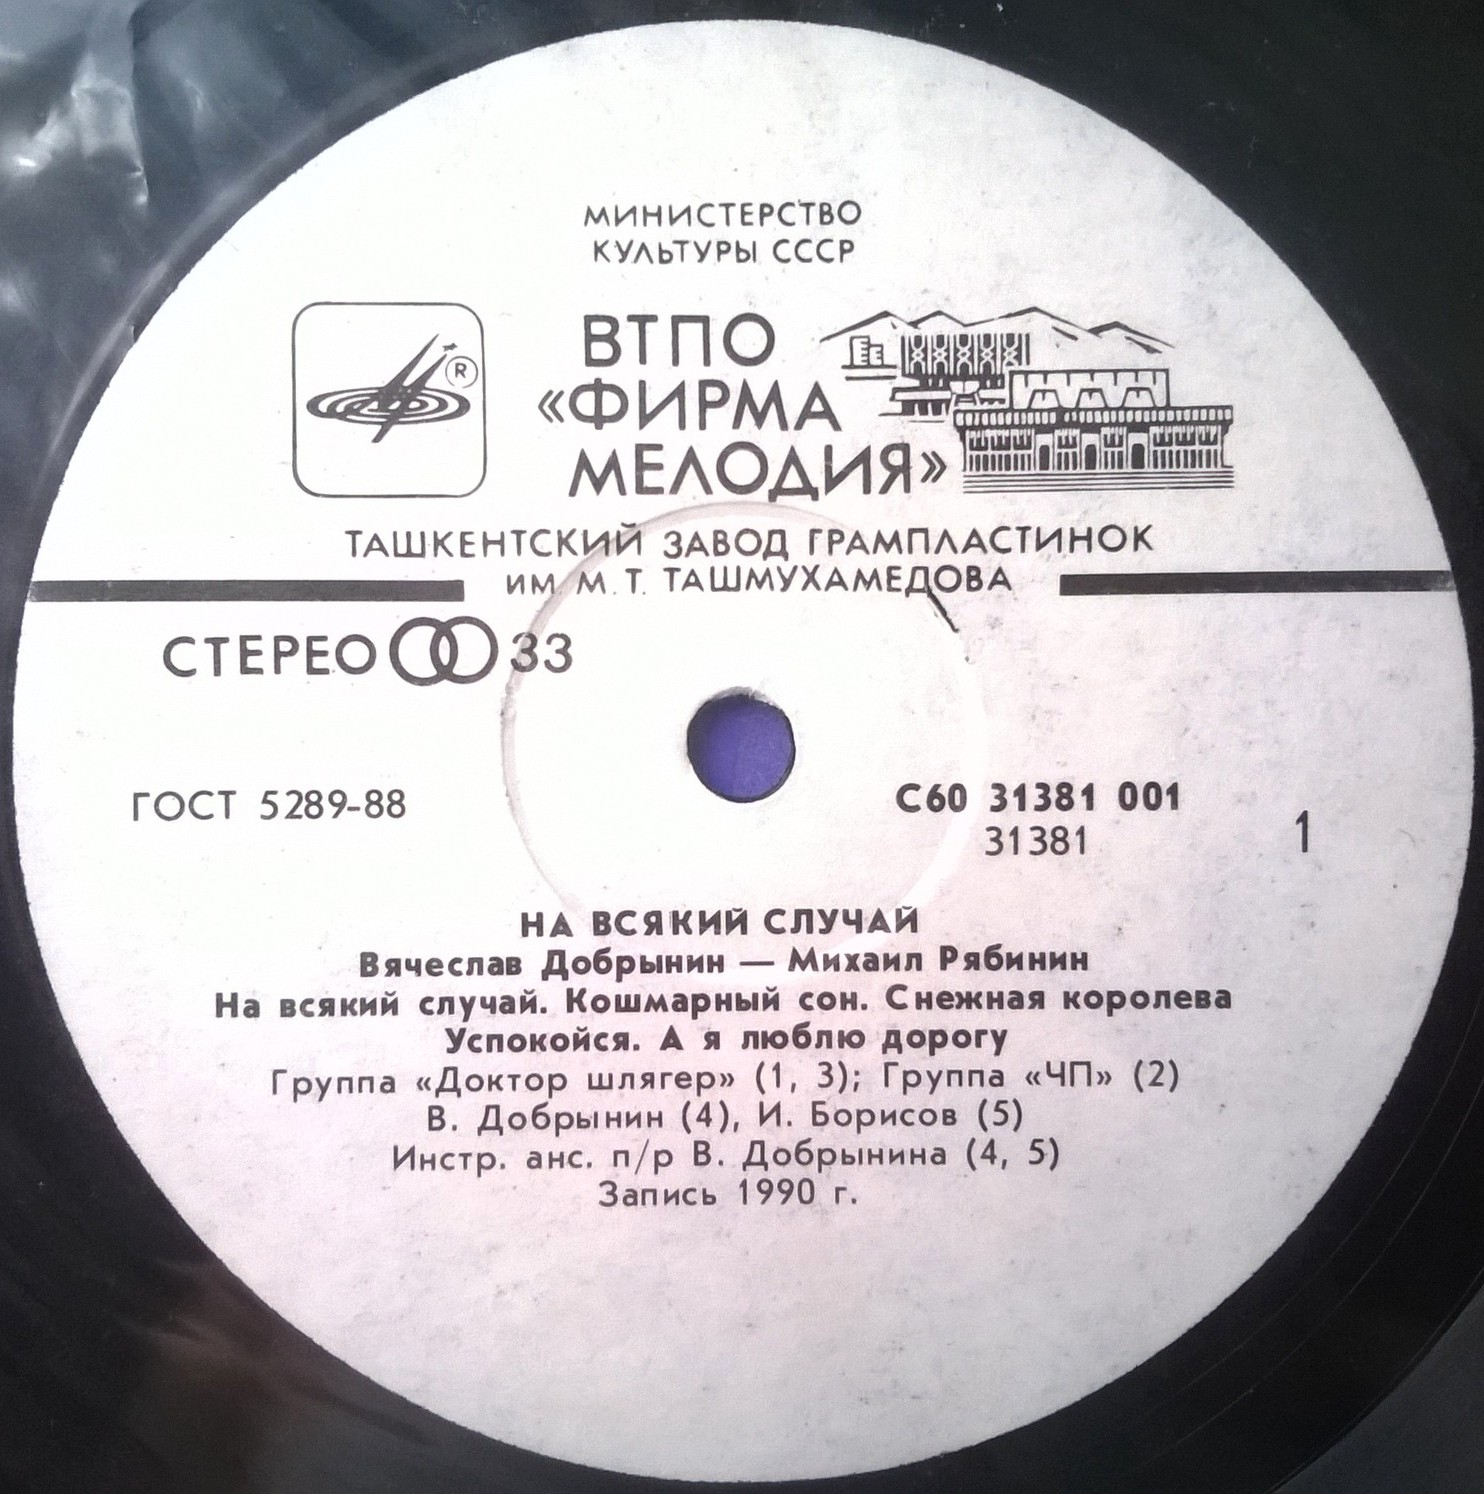 МИНИСТЕРСТВО
КУЛЬТУРЫ СССР
ВТПО
«ФИРМА
МЕЛОДИЯ»
R
ТАШКЕНТСКИЙ ЗАВОД ГРАМПЛАСТИНОК
ИМ. М. Т. ТАШМУХАМЕДОВА
СТЕРЕО 33
ГОСТ 5289-88
С60 31381 001
31381
1
НА ВСЯКИЙ СЛУЧАЙ
Вячеслав Добрынин — Михаил Рябинин
На всякий случай. Кошмарный сон. Снежная королева
Успокойся. А я люблю дорогу
Группа «Доктор шлягер» (1, 3); Группа «ЧП» (2)
В. Добрынин (4), И. Борисов (5)
Инстр. анс. п/р В. Добрынина (4, 5)
Запись 1990 г.